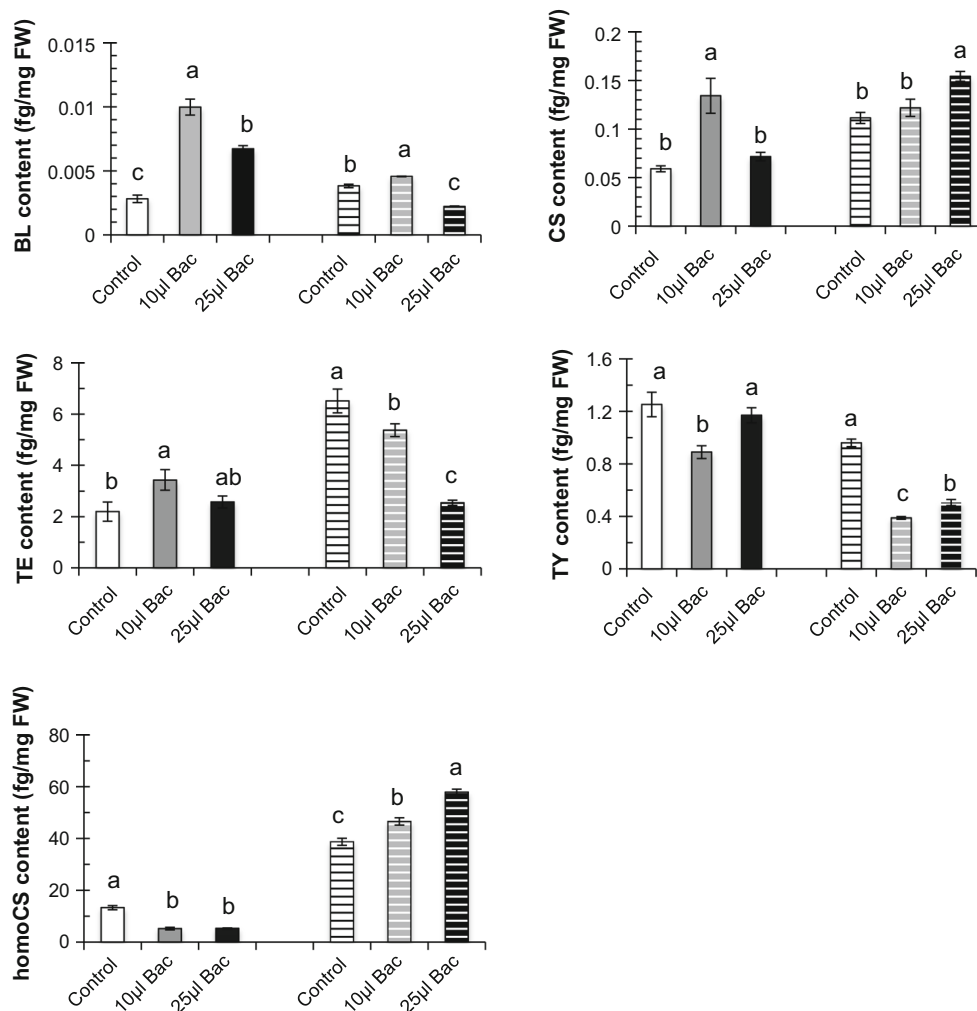 BL content (fg/mg FW)
0.015
0.01
0.005
0
c
a
b
b
a
c
Control
10µl Bac
25µl Bac
Control
10µl Bac
25µl Bac
CS content (fg/mg FW)
0.2
0.15
0.1
0.05
0
b
a
b
b
b
a
Control
10µl Bac
25µl Bac
Control
10µl Bac
25µl Bac
TE content (fg/mg FW)
8
6
4
2
0
b
a
ab
a
b
c
Control
10µl Bac
25µl Bac
Control
10µl Bac
25µl Bac
TY content (fg/mg FW)
1.6
1.2
0.8
0.4
0
a
b
a
a
c
b
Control
10µl Bac
25µl Bac
Control
10µl Bac
25µl Bac
homoCS content (fg/mg FW)
80
60
40
20
0
a
b
b
c
b
a
Control
10µl Bac
25µl Bac
Control
10µl Bac
25µl Bac